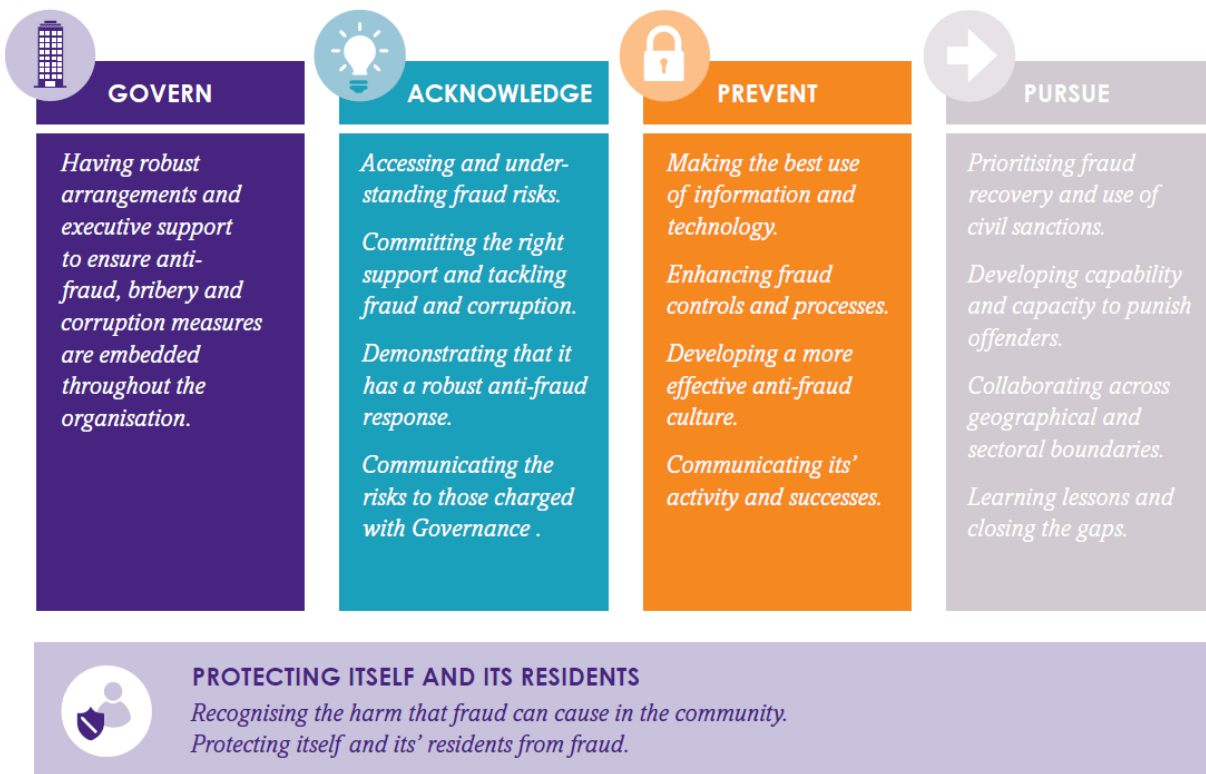 GOVERN
Having robust
arrangements and
executive support
to ensure anti-
fraud, bribery and
corruption measures
are embedded
throughout the
organisation.
ACKNOWLEDGE
Accessing and under-
standing fraud risks.
Committing the right
support and tackling
fraud and corruption.
Demonstrating that it
has a robust anti-fraud
response.
Communicating the
risks to those charged
with Governance .
PREVENT
Making the best use
of information and
technology.
Enhancing fraud
controls and processes.
Developing a more
effective anti-fraud
culture.
Communicating its’
activity and successes.
PURSUE
Prioritising fraud
recovery and use of
civil sanctions.
Developing capability
and capacity to punish
offenders.
Collaborating across
geographical and
sectoral boundaries.
Learning lessons and
closing the gaps.
PROTECTING ITSELF AND ITS RESIDENTS
Recognising the harm that fraud can cause in the community.
Protecting itself and its’ residents from fraud.